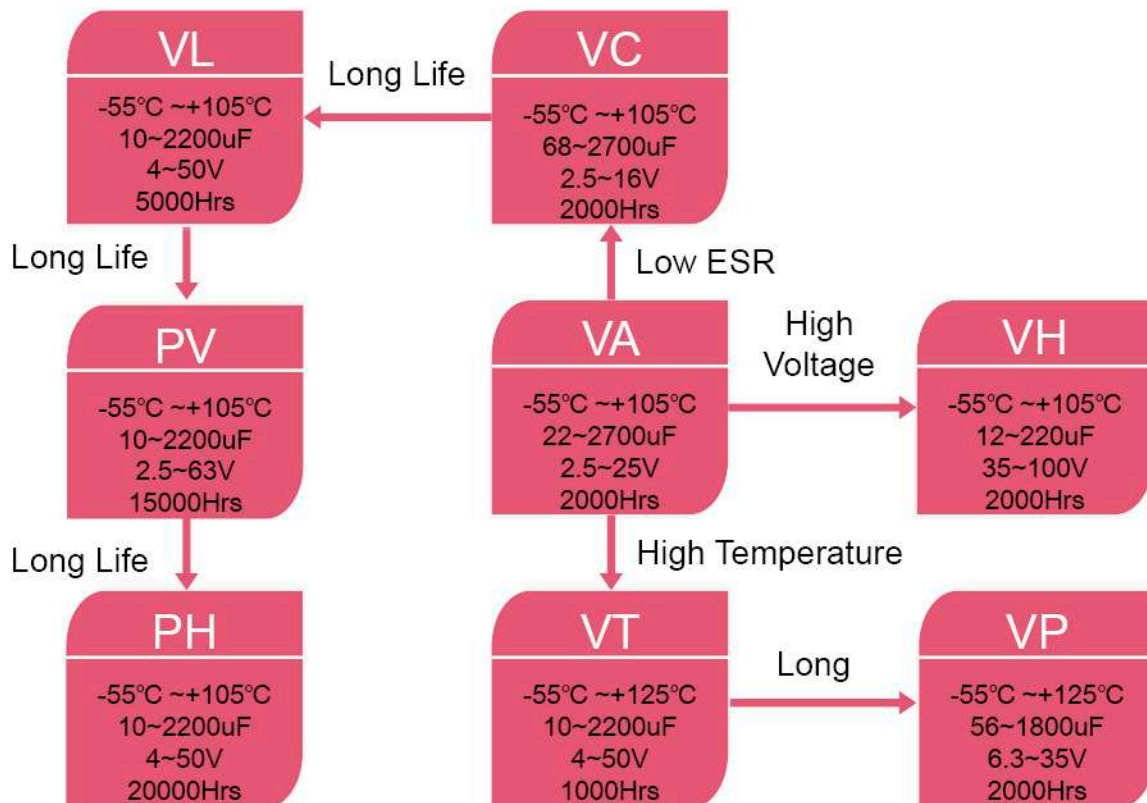 VL
-55℃ ~+105℃
10~2200uF
4~50V
5000Hrs
Long Life
VC
-55℃ ~+105℃
68~2700uF
2.5~16V
2000Hrs
Long Life
Low ESR
PV
-55℃ ~+105℃
10~2200uF
2.5~63V
15000Hrs
VA
-55℃ ~+105℃
22~2700uF
2.5~25V
2000Hrs
High
Voltage
VH
-55℃ ~+105℃
12~220uF
35~100V
2000Hrs
Long Life
High Temperature
PH
-55℃ ~+105℃
10~2200uF
4~50V
20000Hrs
VT
-55℃ ~+125℃
10~2200uF
4~50V
1000Hrs
Long
VP
-55℃ ~+125℃
56~1800uF
6.3~35V
2000Hrs